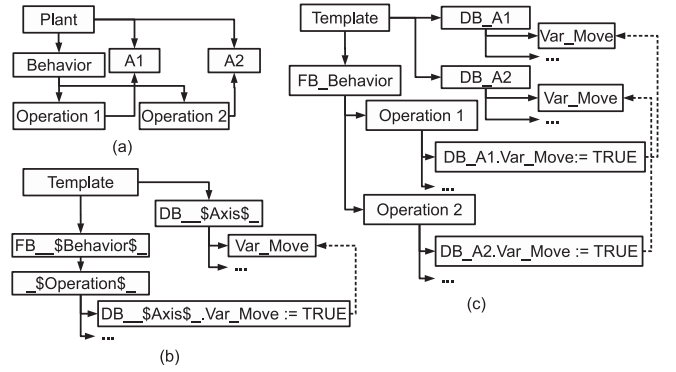 Plant
Behavior
A1
A2
Operation 1
Operation 2
(a)
Template
DB__$Axis$_
FB__$Behavior$_
Var_Move
...
_$Operation$_
DB__$Axis$_.Var_Move := TRUE
...
(b)
Template
DB_A1
Var_Move
...
FB_Behavior
DB_A2
Var_Move
...
Operation 1
DB_A1.Var_Move:= TRUE
...
Operation 2
DB_A2.Var_Move := TRUE
...
(c)